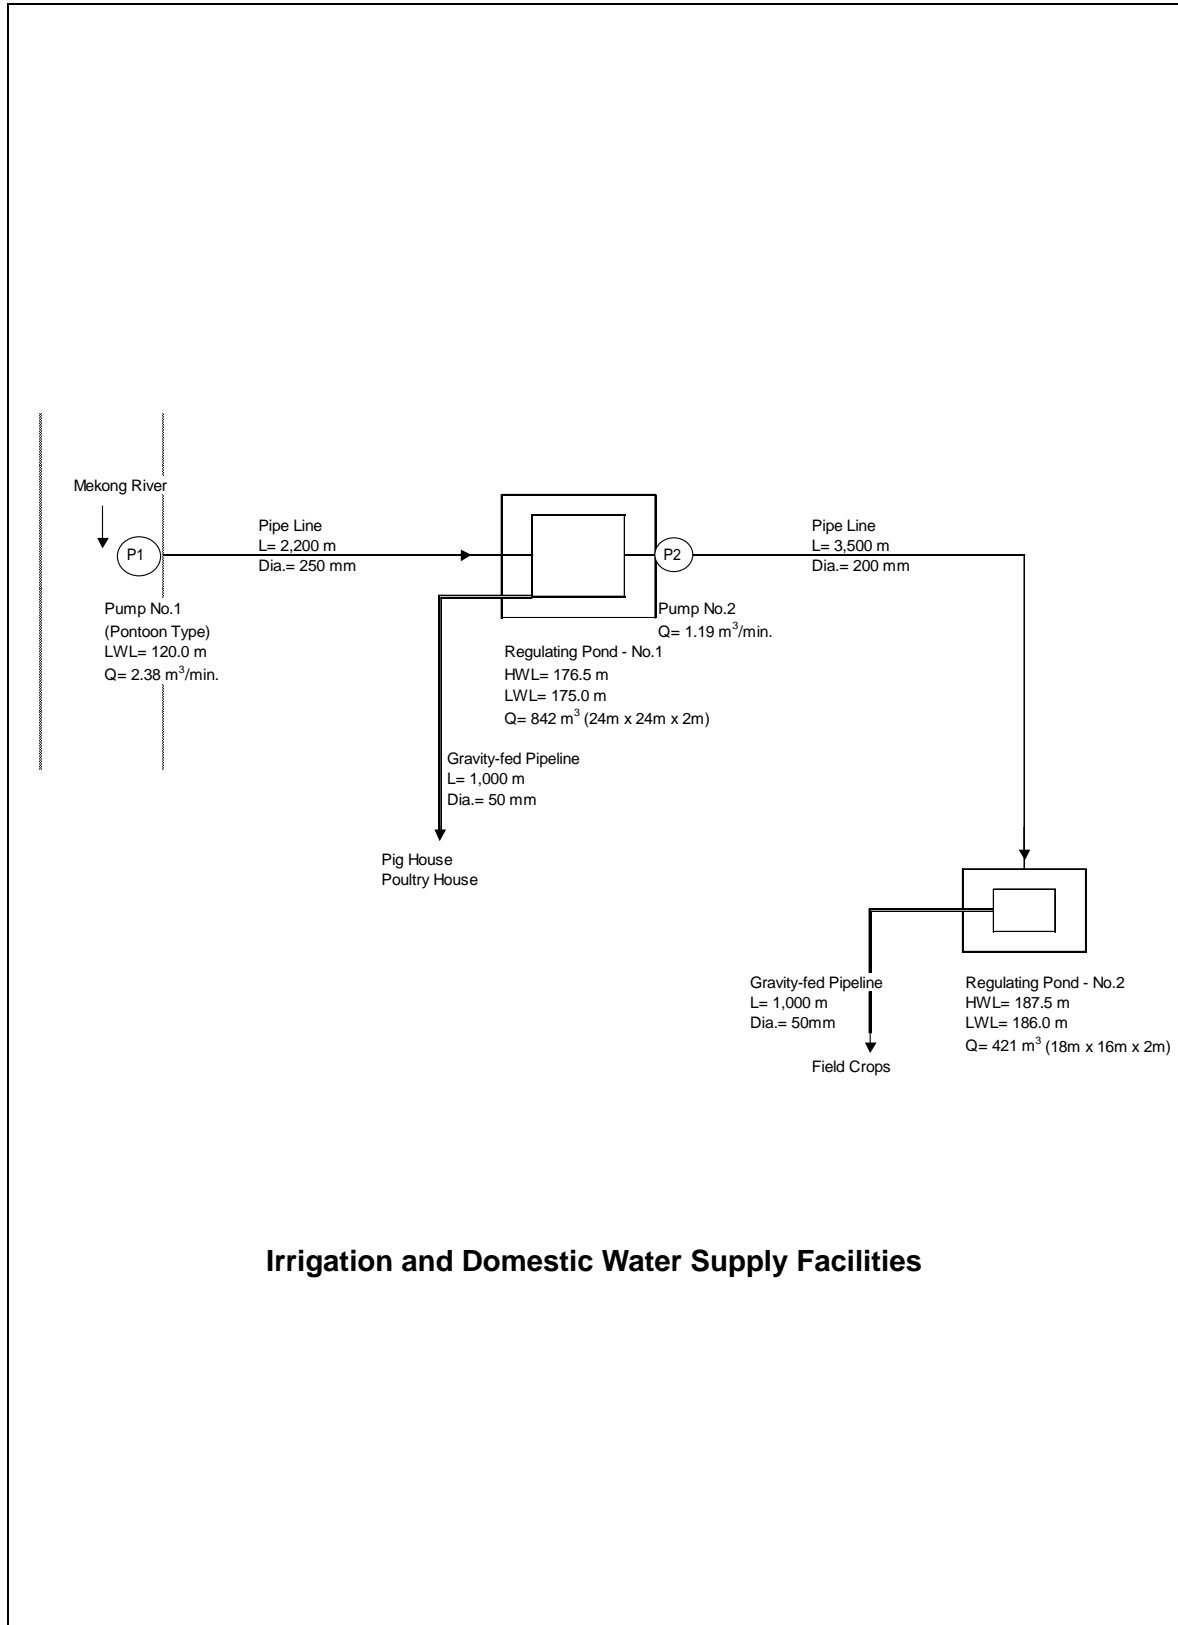 Mekong River
P1
Pump No.1
(Pontoon Type)
LWL= 120.0 m
Q= 2.38 m³/min.
Pipe Line
L= 2,200 m
Dia.= 250 mm
P2
Pump No.2
Q= 1.19 m³/min.
Regulating Pond - No.1
HWL= 176.5 m
LWL= 175.0 m
Q= 842 m³ (24m x 24m x 2m)
Pipe Line
L= 3,500 m
Dia.= 200 mm
Gravity-fed Pipeline
L= 1,000 m
Dia.= 50 mm
Pig House
Poultry House
Gravity-fed Pipeline
L= 1,000 m
Dia.= 50mm
Field Crops
Regulating Pond - No.2
HWL= 187.5 m
LWL= 186.0 m
Q= 421 m³ (18m x 16m x 2m)
Irrigation and Domestic Water Supply Facilities